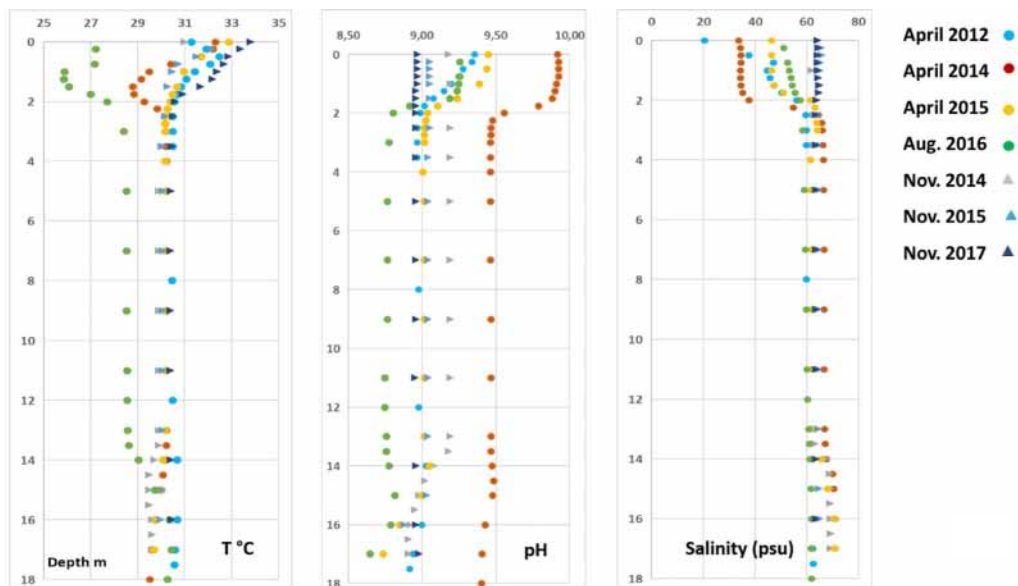 25 27 29 31 33 35
0
2
4
6
8
10
12
14
16
18
Depth m
T °C
8,50 9,00 9,50 10,00
0
2
4
6
8
10
12
14
16
18
pH
0 20 40 60 80
0
2
4
6
8
10
12
14
16
18
Salinity (psu)
April 2012
April 2014
April 2015
Aug. 2016
Nov. 2014
Nov. 2015
Nov. 2017